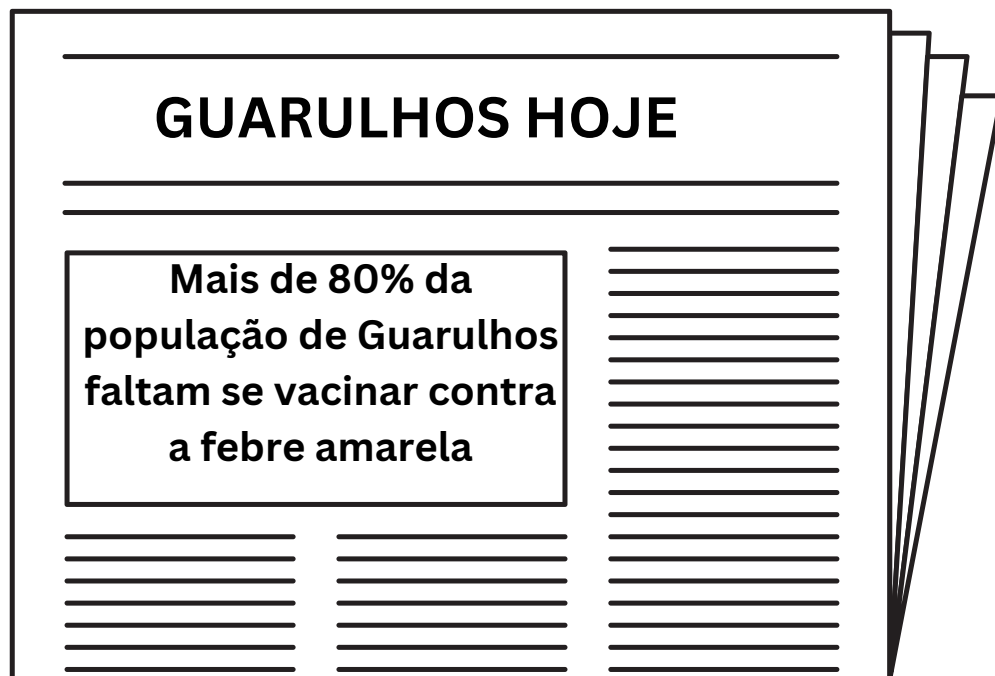 GUARULHOS HOJE
Mais de 80% da
população de Guarulhos
faltam se vacinar contra
a febre amarela